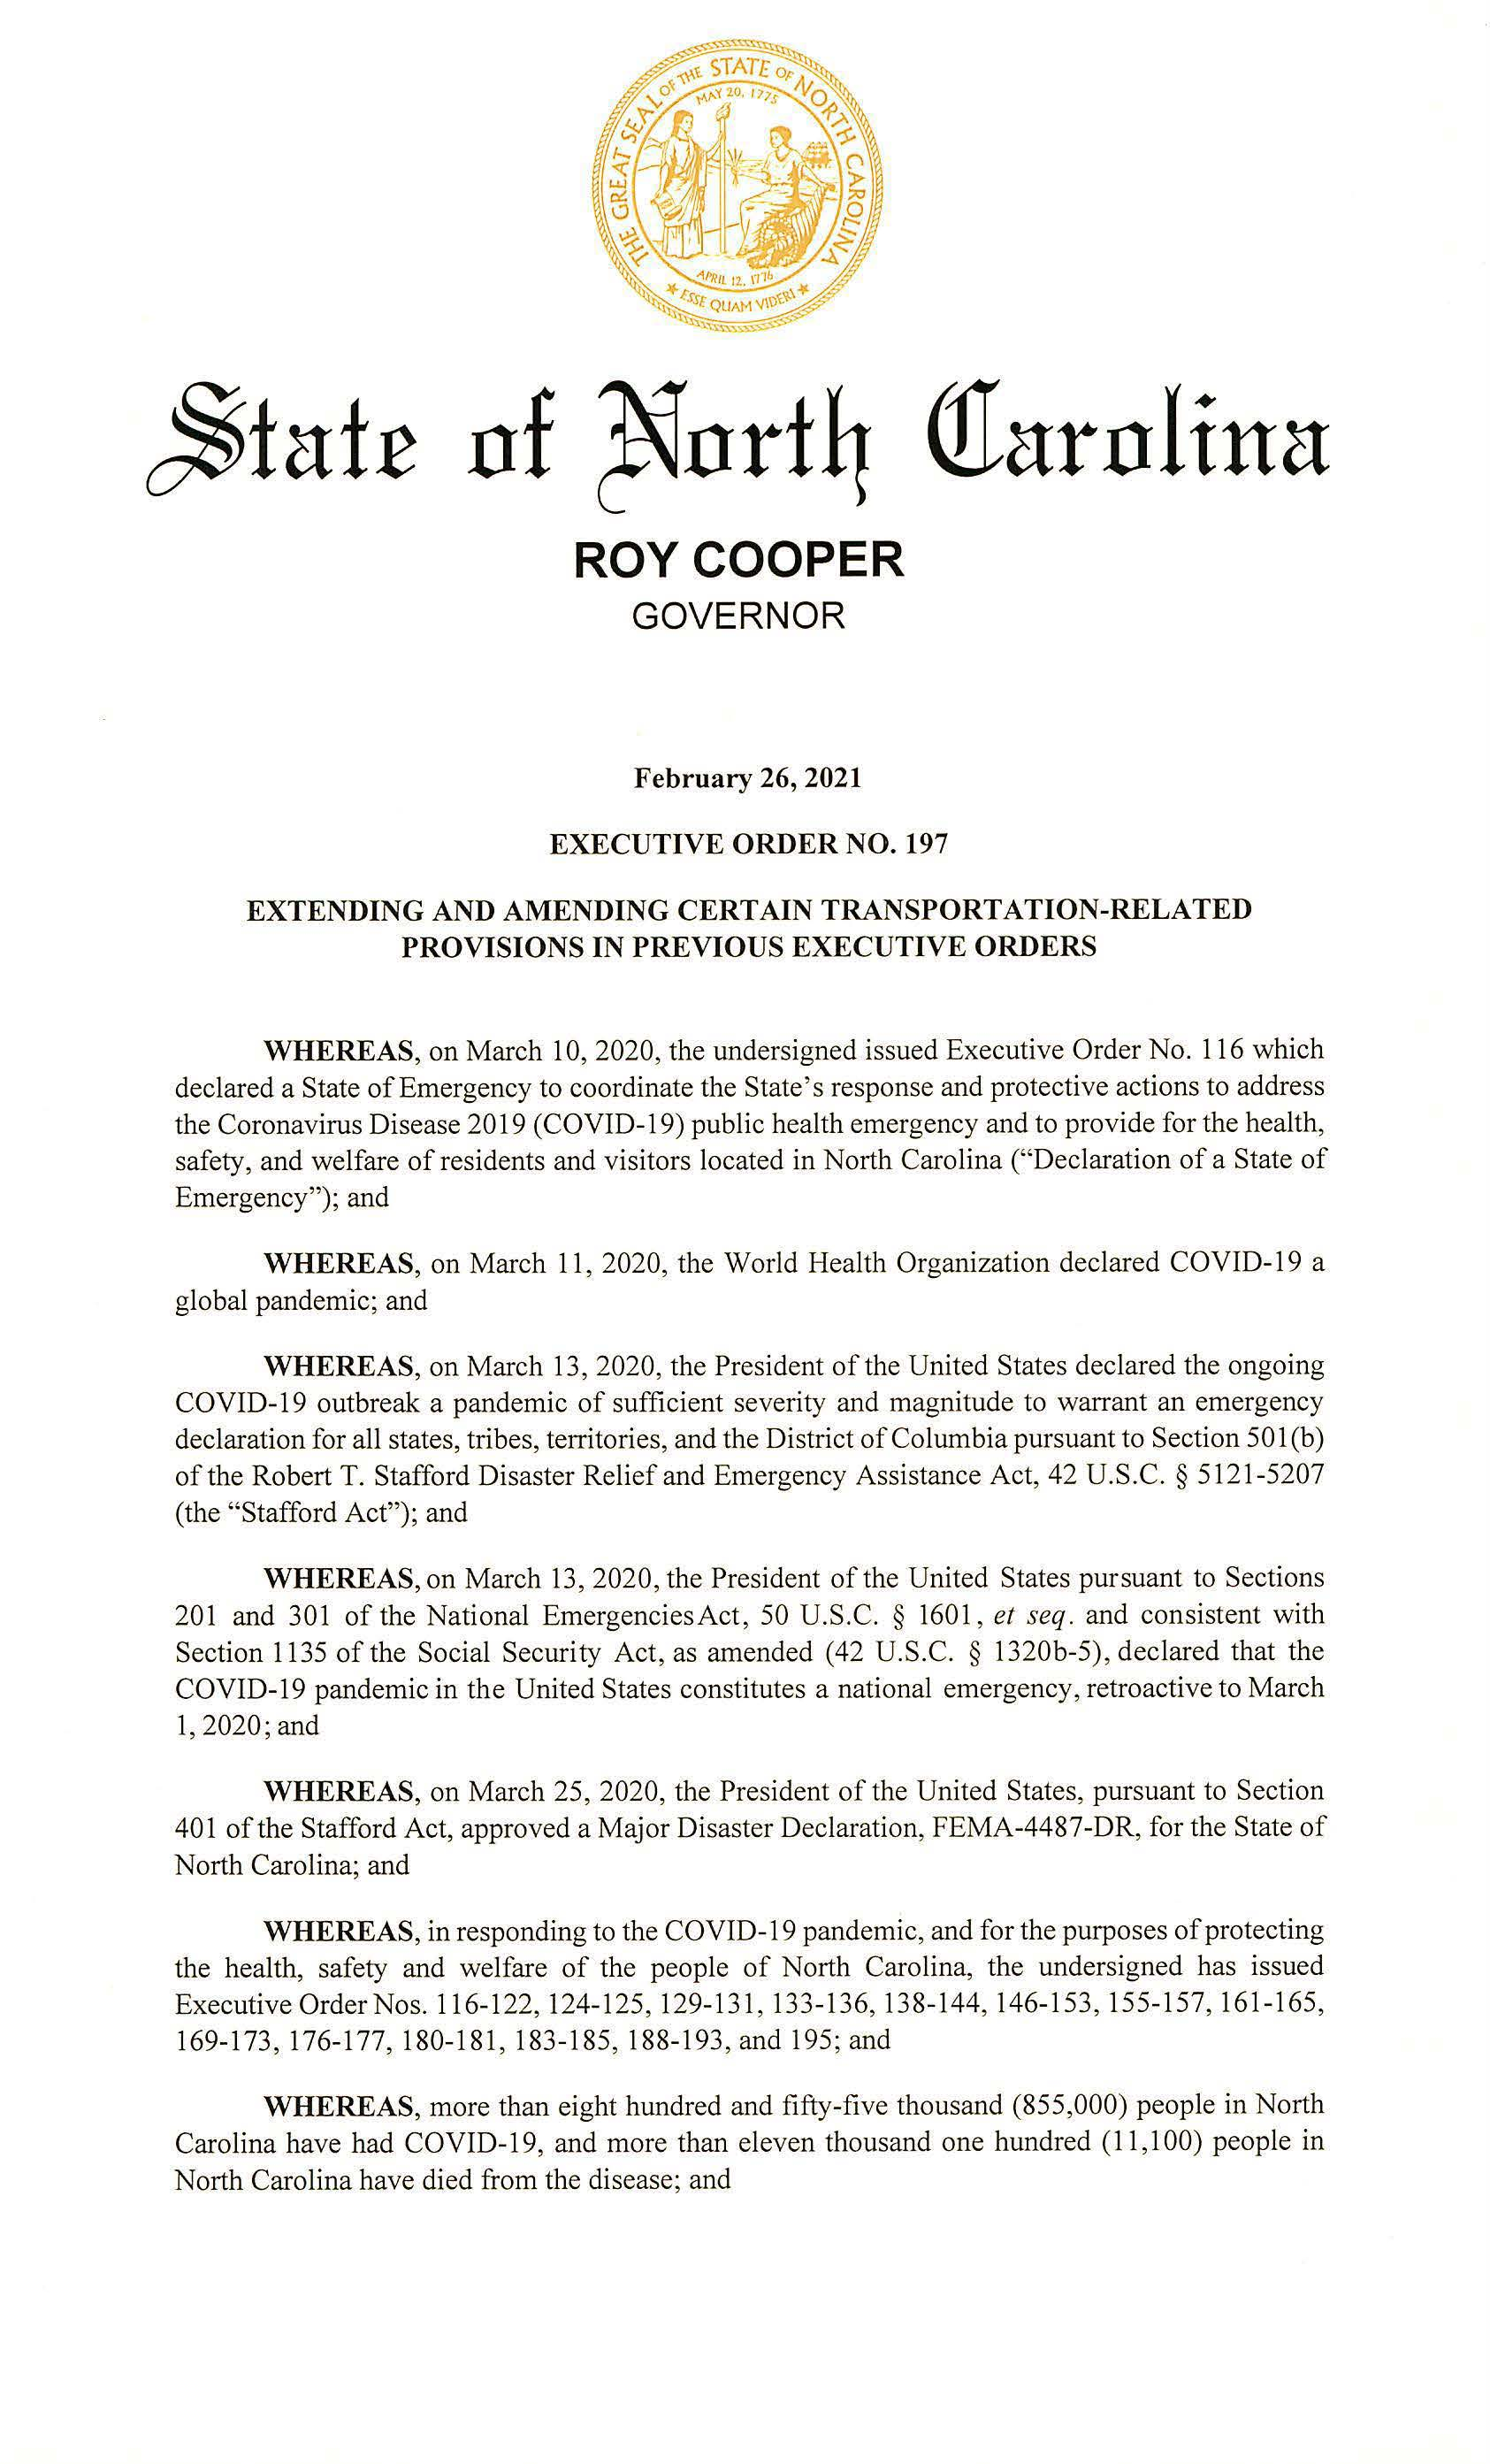 THE GREAT SEAL OF THE STATE OF NORTH CAROLINA
MAY 20, 1775
APRIL 12, 1776
★ ESSE QUAM VIDERI ★
State of North Carolina
ROY COOPER
GOVERNOR
February 26, 2021
EXECUTIVE ORDER NO. 197
EXTENDING AND AMENDING CERTAIN TRANSPORTATION-RELATED
PROVISIONS IN PREVIOUS EXECUTIVE ORDERS
WHEREAS, on March 10, 2020, the undersigned issued Executive Order No. 116 which
declared a State of Emergency to coordinate the State's response and protective actions to address
the Coronavirus Disease 2019 (COVID-19) public health emergency and to provide for the health,
safety, and welfare of residents and visitors located in North Carolina (“Declaration of a State of
Emergency”); and
WHEREAS, on March 11, 2020, the World Health Organization declared COVID-19 a
global pandemic; and
WHEREAS, on March 13, 2020, the President of the United States declared the ongoing
COVID-19 outbreak a pandemic of sufficient severity and magnitude to warrant an emergency
declaration for all states, tribes, territories, and the District of Columbia pursuant to Section 501(b)
of the Robert T. Stafford Disaster Relief and Emergency Assistance Act, 42 U.S.C. § 5121-5207
(the “Stafford Act”); and
WHEREAS, on March 13, 2020, the President of the United States pursuant to Sections
201 and 301 of the National Emergencies Act, 50 U.S.C. § 1601, et seq. and consistent with
Section 1135 of the Social Security Act, as amended (42 U.S.C. § 1320b-5), declared that the
COVID-19 pandemic in the United States constitutes a national emergency, retroactive to March
1, 2020; and
WHEREAS, on March 25, 2020, the President of the United States, pursuant to Section
401 of the Stafford Act, approved a Major Disaster Declaration, FEMA-4487-DR, for the State of
North Carolina; and
WHEREAS, in responding to the COVID-19 pandemic, and for the purposes of protecting
the health, safety and welfare of the people of North Carolina, the undersigned has issued
Executive Order Nos. 116-122, 124-125, 129-131, 133-136, 138-144, 146-153, 155-157, 161-165,
169-173, 176-177, 180-181, 183-185, 188-193, and 195; and
WHEREAS, more than eight hundred and fifty-five thousand (855,000) people in North
Carolina have had COVID-19, and more than eleven thousand one hundred (11,100) people in
North Carolina have died from the disease; and